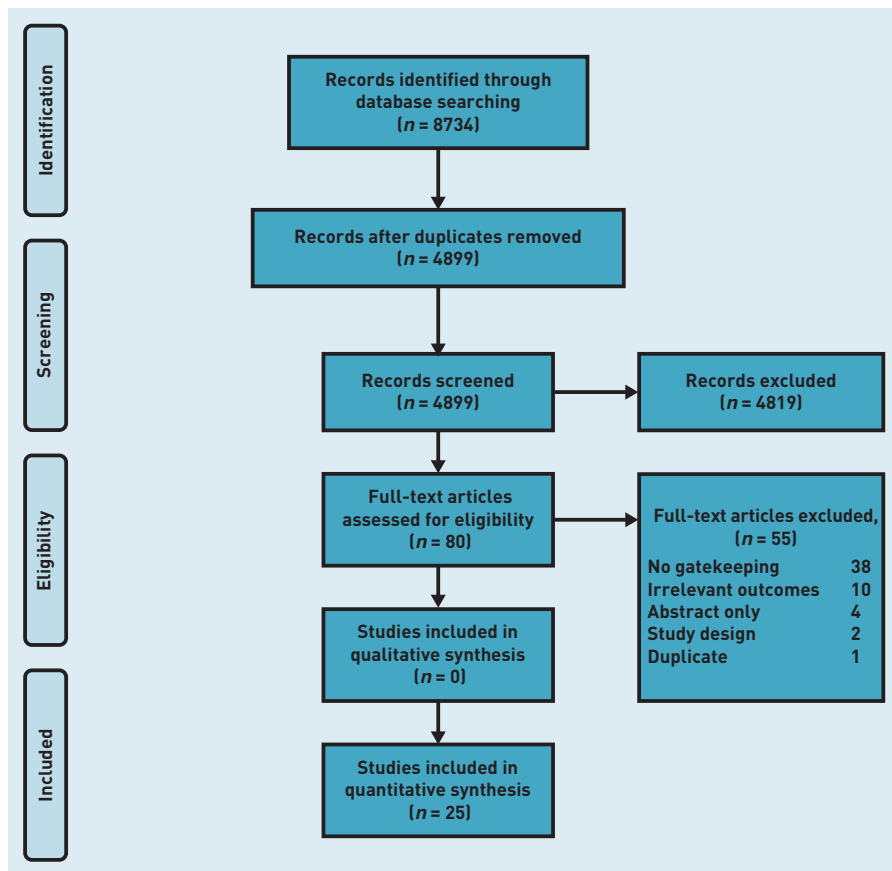 Identification
Records identified through
database searching
(n = 8734)
Records after duplicates removed
(n = 4899)
Screening
Records screened
(n = 4899)
Records excluded
(n = 4819)
Eligibility
Full-text articles
assessed for eligibility
(n = 80)
Full-text articles excluded,
(n = 55)
No gatekeeping 38
Irrelevant outcomes 10
Abstract only 4
Study design 2
Duplicate 1
Studies included in
qualitative synthesis
(n = 0)
Included
Studies included in
quantitative synthesis
(n = 25)